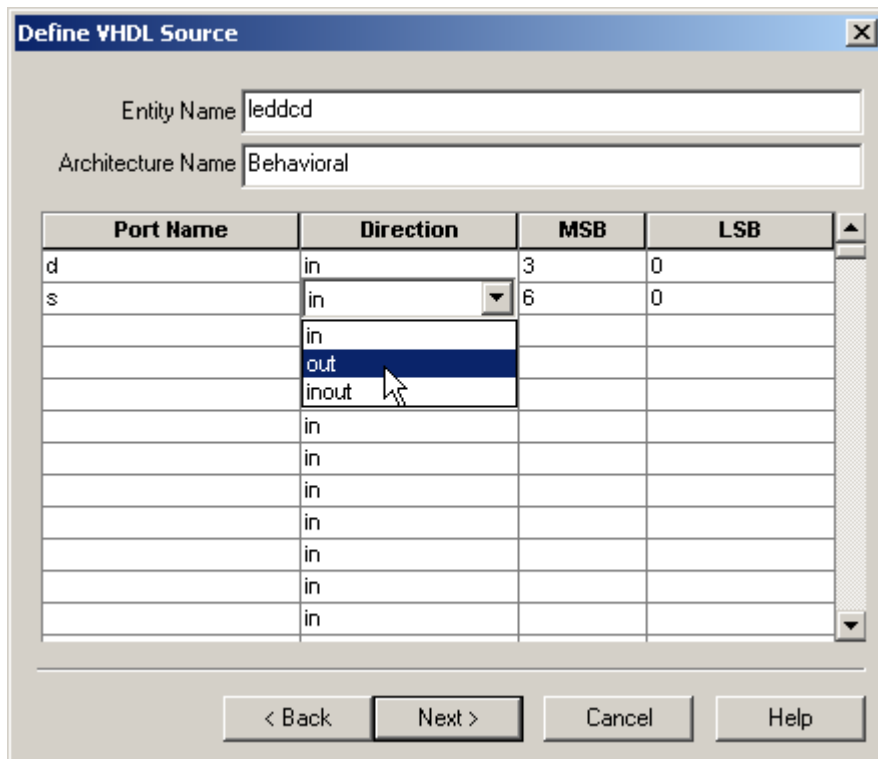 Define VHDL Source
Entity Name leddcd
Architecture Name Behavioral
Port Name Direction MSB LSB
d in 3 0
s in 6 0
in
out
inout
in
in
in
in
in
in
in
< Back Next > Cancel Help